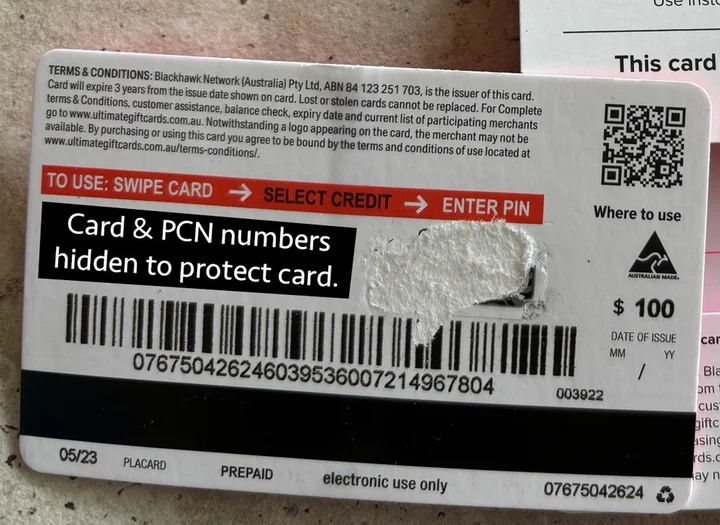 Use
This card
TERMS & CONDITIONS: Blackhawk Network (Australia) Pty Ltd, ABN 84 123 251 703, is the issuer of this card.
Card will expire 3 years from the issue date shown on card. Lost or stolen cards cannot be replaced. For Complete
terms & Conditions, customer assistance, balance check, expiry date and current list of participating merchants
go to www.ultimategiftcards.com.au. Notwithstanding a logo appearing on the card, the merchant may not be
available. By purchasing or using this card you agree to be bound by the terms and conditions of use located at
www.ultimategiftcards.com.au/terms-conditions/.
TO USE: SWIPE CARD → SELECT CREDIT → ENTER PIN
Card & PCN numbers
hidden to protect card.
Where to use
AUSTRALIAN MADE
$ 100
DATE OF ISSUE
MM YY
/
076750426246039536007214967804
003922
05/23 PLACARD PREPAID electronic use only 07675042624